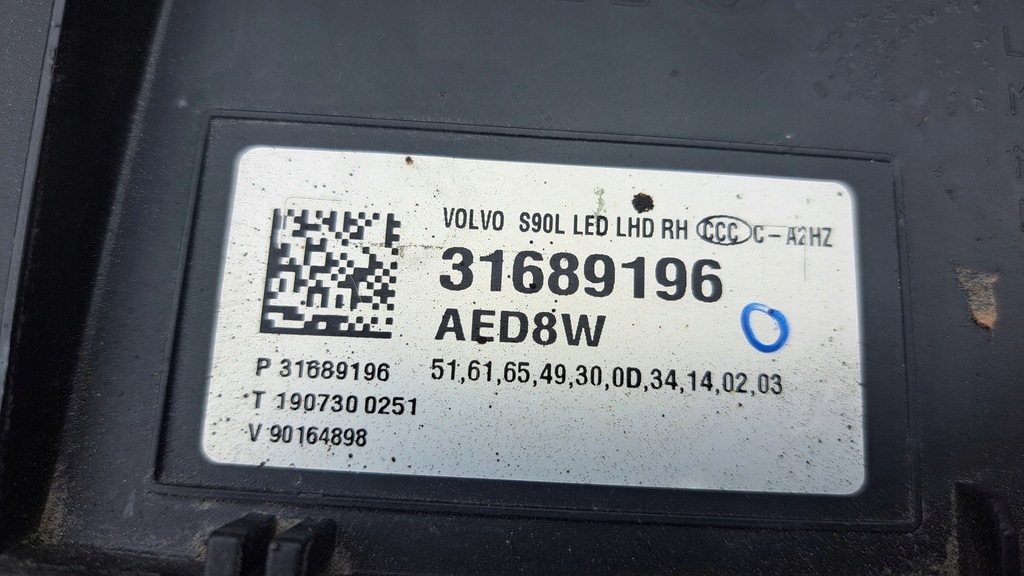 VOLVO S90L LED LHD RH CCC C-A2HZ
31689196
AED8W
51,61,65,49,30,0D,34,14,02,03
P 31689196
T 190730 0251
V 90164898